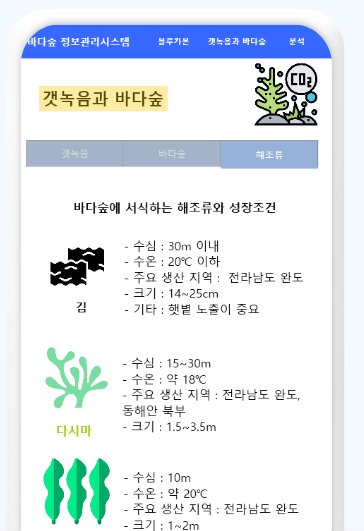 바다숲 정보관리시스템 블루카본 갯녹음과 바다숲 분석
CO2
갯녹음과 바다숲
갯녹음 바다숲 해조류
바다숲에 서식하는 해조류와 성장조건
- 수심 : 30m 이내
- 수온 : 20℃ 이하
- 주요 생산 지역 : 전라남도 완도
- 크기 : 14~25cm
- 기타 : 햇볕 노출이 중요
김
- 수심 : 15~30m
- 수온 : 약 18℃
- 주요 생산 지역 : 전라남도 완도,
동해안 북부
- 크기 : 1.5~3.5m
다시마
- 수심 : 10m
- 수온 : 약 20℃
- 주요 생산 지역 : 전라남도 완도
- 크기 : 1~2m